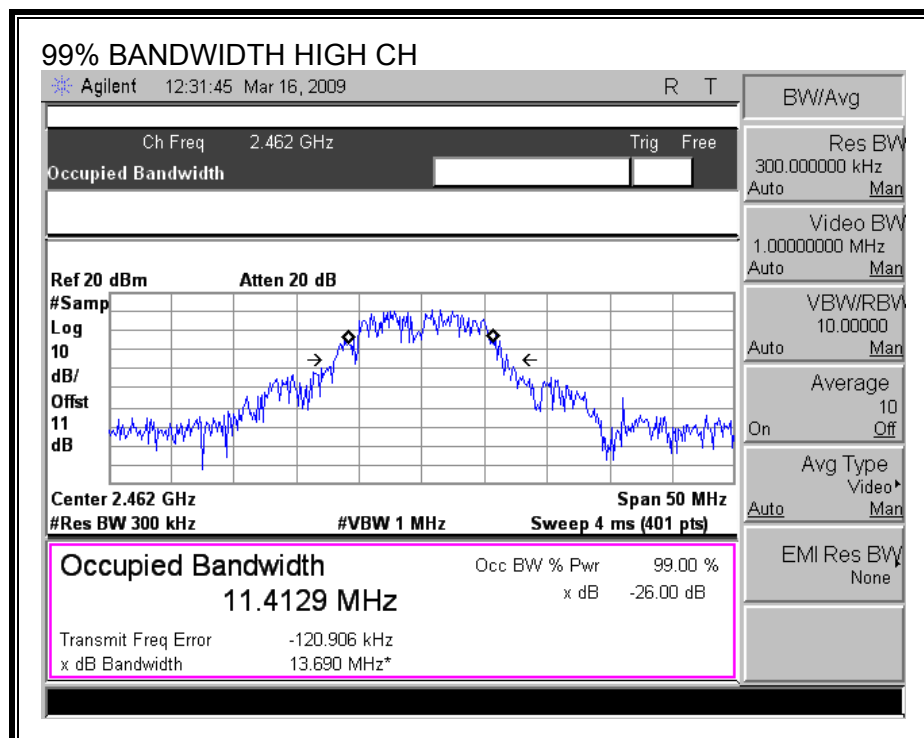 99% BANDWIDTH HIGH CH
Agilent 12:31:45 Mar 16, 2009 R T
Ch Freq 2.462 GHz Trig Free
Occupied Bandwidth
Ref 20 dBm Atten 20 dB
#Samp
Log
10
dB/
Offst
11
dB
Center 2.462 GHz Span 50 MHz
#Res BW 300 kHz #VBW 1 MHz Sweep 4 ms (401 pts)
Occupied Bandwidth
11.4129 MHz
Occ BW % Pwr 99.00 %
x dB -26.00 dB
Transmit Freq Error -120.906 kHz
x dB Bandwidth 13.690 MHz*
BW/Avg
Res BW
300.000000 kHz
Auto Man
Video BW
1.00000000 MHz
Auto Man
VBW/RBW
10.00000
Auto Man
Average
10
On Off
Avg Type
Video
Auto Man
EMI Res BW
None